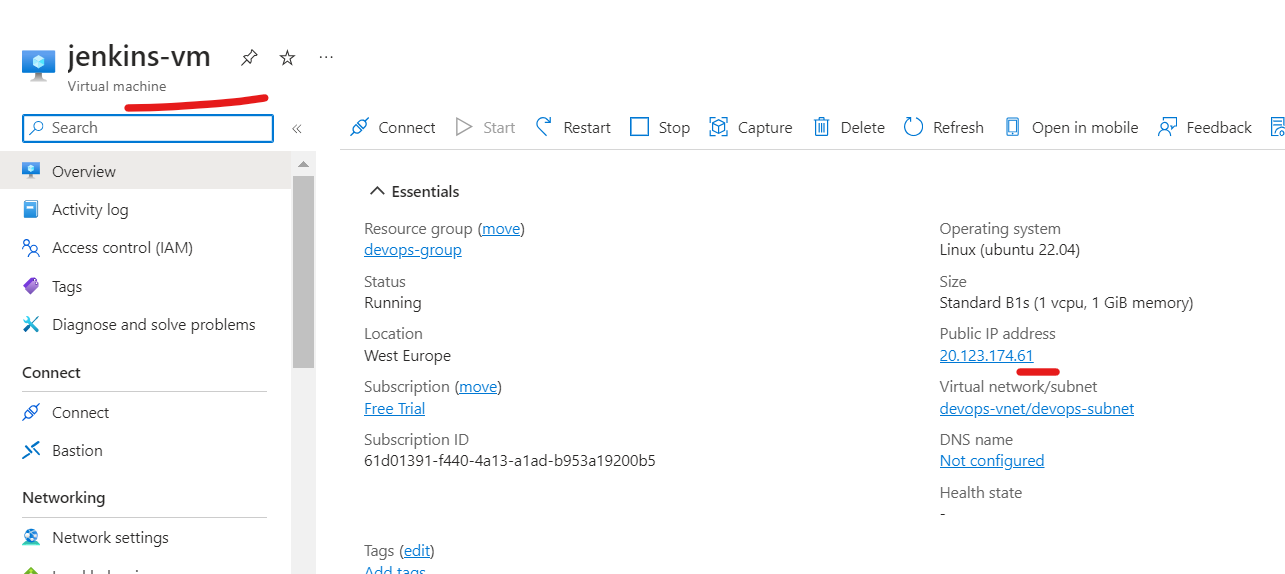 jenkins-vm
Virtual machine
Search
Connect Start Restart Stop Capture Delete Refresh Open in mobile Feedback
Overview
Activity log
Access control (IAM)
Tags
Diagnose and solve problems
Connect
Connect
Bastion
Networking
Network settings
Essentials
Resource group (move)
devops-group
Status
Running
Location
West Europe
Subscription (move)
Free Trial
Subscription ID
61d01391-f440-4a13-a1ad-b953a19200b5
Tags (edit)
Add tags
Operating system
Linux (ubuntu 22.04)
Size
Standard B1s (1 vcpu, 1 GiB memory)
Public IP address
20.123.174.61
Virtual network/subnet
devops-vnet/devops-subnet
DNS name
Not configured
Health state
-